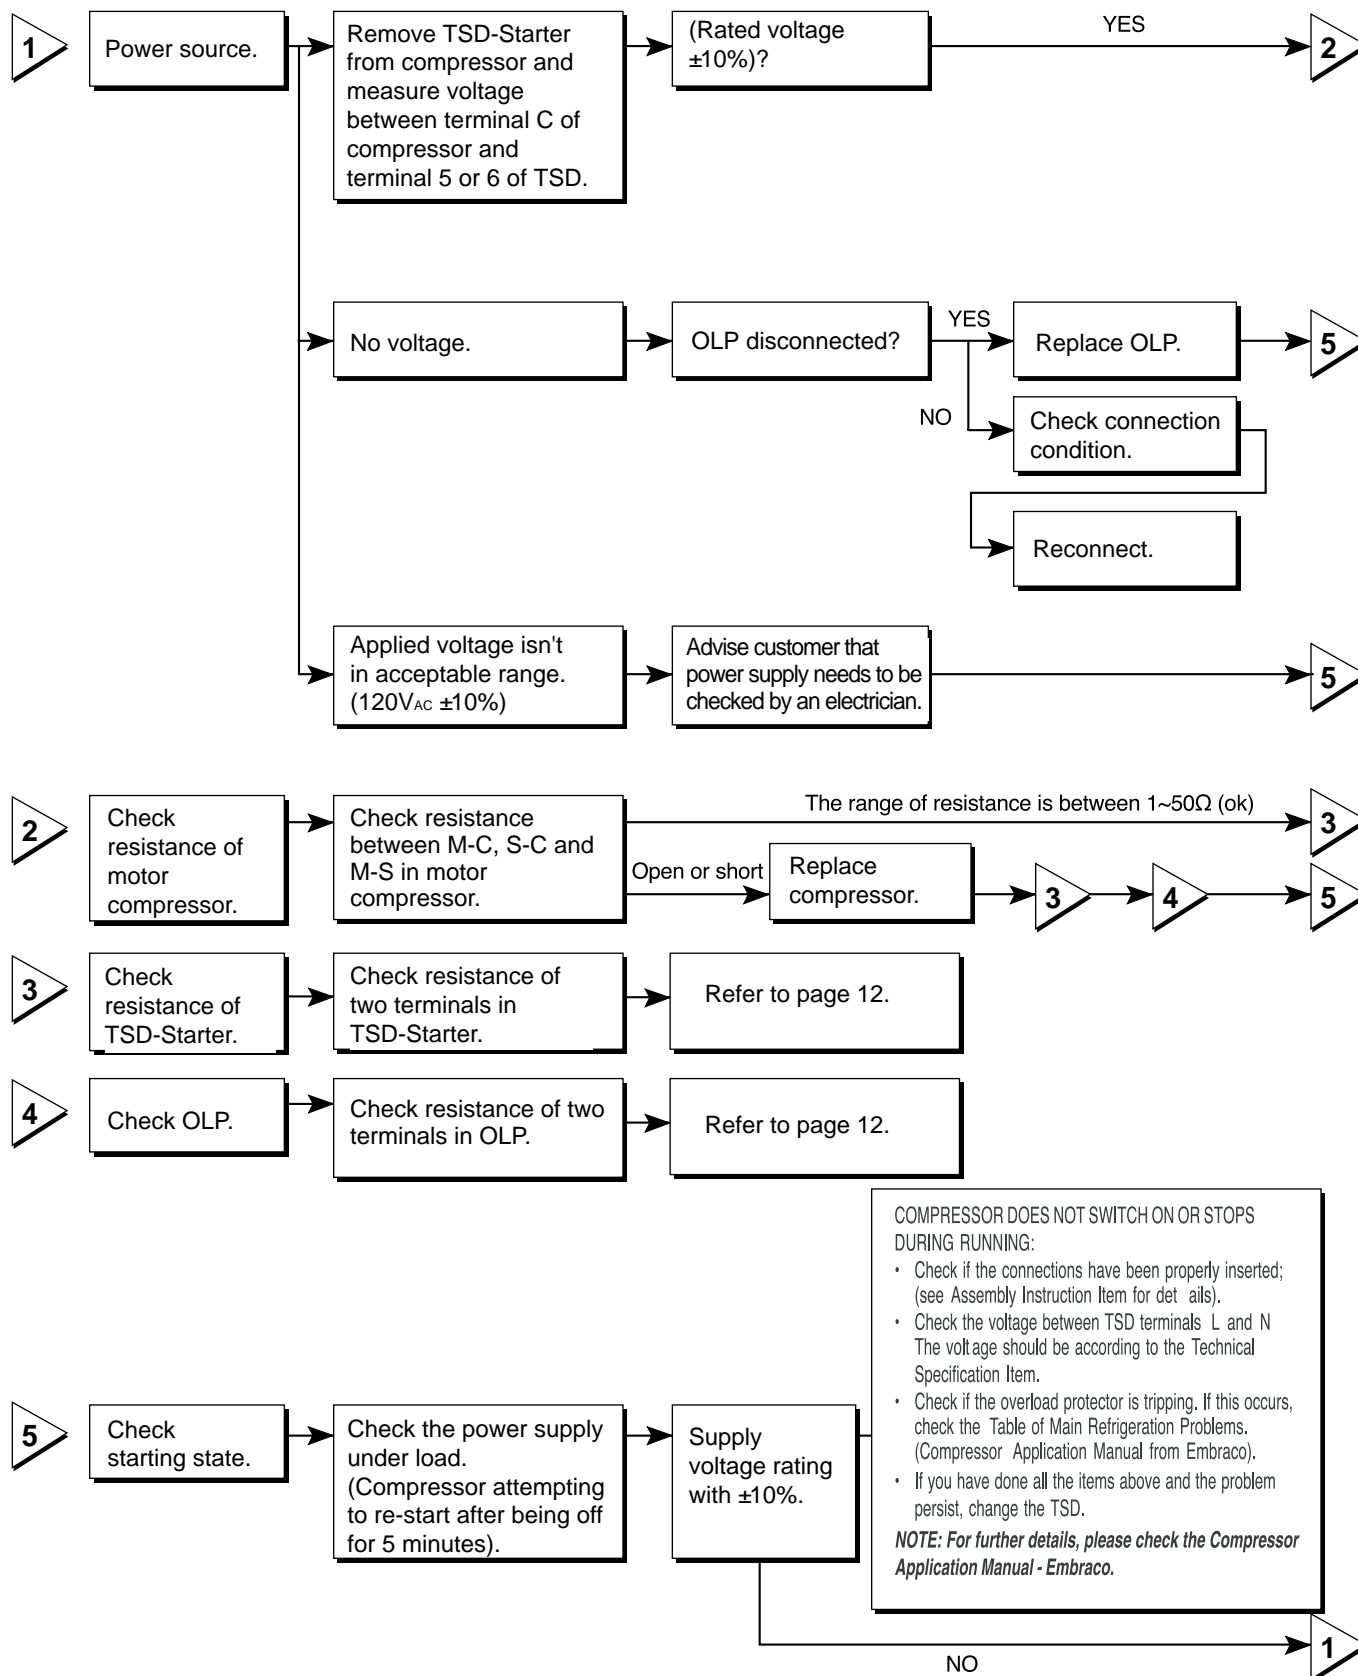 1
Power source.
Remove TSD-Starter
from compressor and
measure voltage
between terminal C of
compressor and
terminal 5 or 6 of TSD.
(Rated voltage
±10%)?
YES
2
No voltage.
OLP disconnected?
YES
Replace OLP.
5
NO
Check connection
condition.
Reconnect.
Applied voltage isn't
in acceptable range.
(120VAC ±10%)
Advise customer that
power supply needs to be
checked by an electrician.
5
2
Check
resistance of
motor
compressor.
Check resistance
between M-C, S-C and
M-S in motor
compressor.
The range of resistance is between 1~50Ω (ok)
3
Open or short
Replace
compressor.
3
4
5
3
Check
resistance of
TSD-Starter.
Check resistance of
two terminals in
TSD-Starter.
Refer to page 12.
4
Check OLP.
Check resistance of two
terminals in OLP.
Refer to page 12.
5
Check
starting state.
Check the power supply
under load.
(Compressor attempting
to re-start after being off
for 5 minutes).
Supply
voltage rating
with ±10%.
COMPRESSOR DOES NOT SWITCH ON OR STOPS
DURING RUNNING:
• Check if the connections have been properly inserted;
(see Assembly Instruction Item for det ails).
• Check the voltage between TSD terminals L and N
The voltage should be according to the Technical
Specification Item.
• Check if the overload protector is tripping. If this occurs,
check the Table of Main Refrigeration Problems.
(Compressor Application Manual from Embraco).
• If you have done all the items above and the problem
persist, change the TSD.
NOTE: For further details, please check the Compressor
Application Manual - Embraco.
NO
1